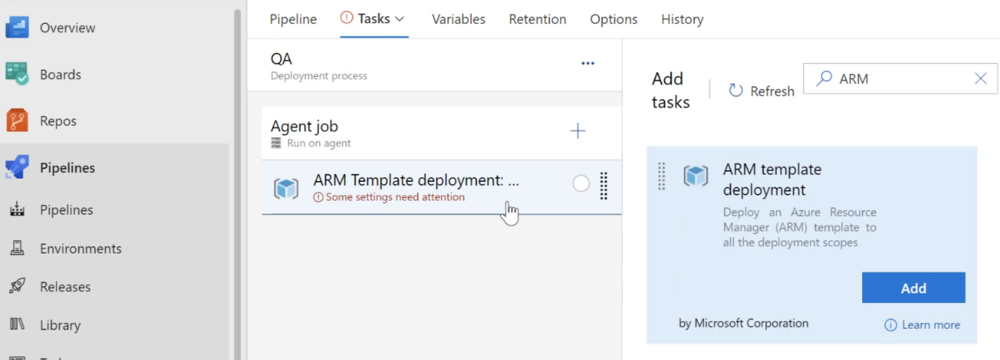 Overview
Boards
Repos
Pipelines
Pipelines
Environments
Releases
Library
Pipeline
Tasks
Variables
Retention
Options
History
QA
Deployment process
Agent job
Run on agent
ARM Template deployment: ...
Some settings need attention
Add
tasks
Refresh
ARM
ARM template
deployment
Deploy an Azure Resource
Manager (ARM) template to
all the deployment scopes
Add
by Microsoft Corporation
Learn more